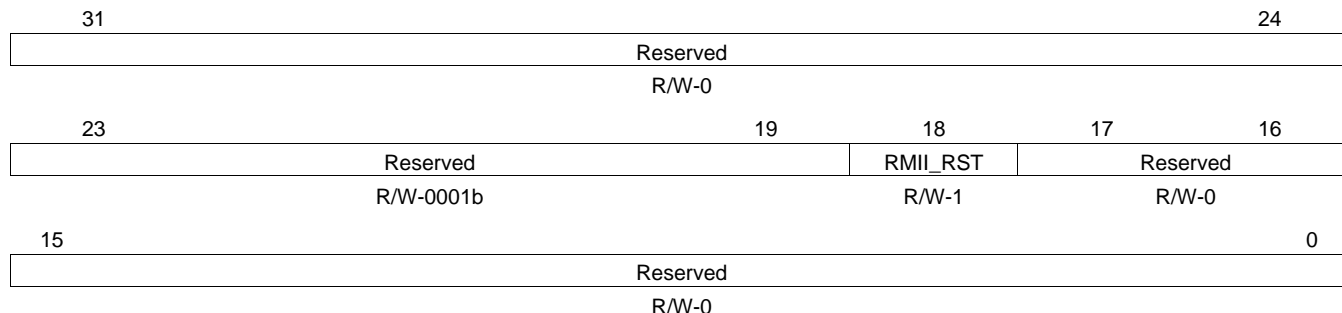 31 24
Reserved
R/W-0
23 19 18 17 16
Reserved RMII_RST Reserved
R/W-0001b R/W-1 R/W-0
15 0
Reserved
R/W-0